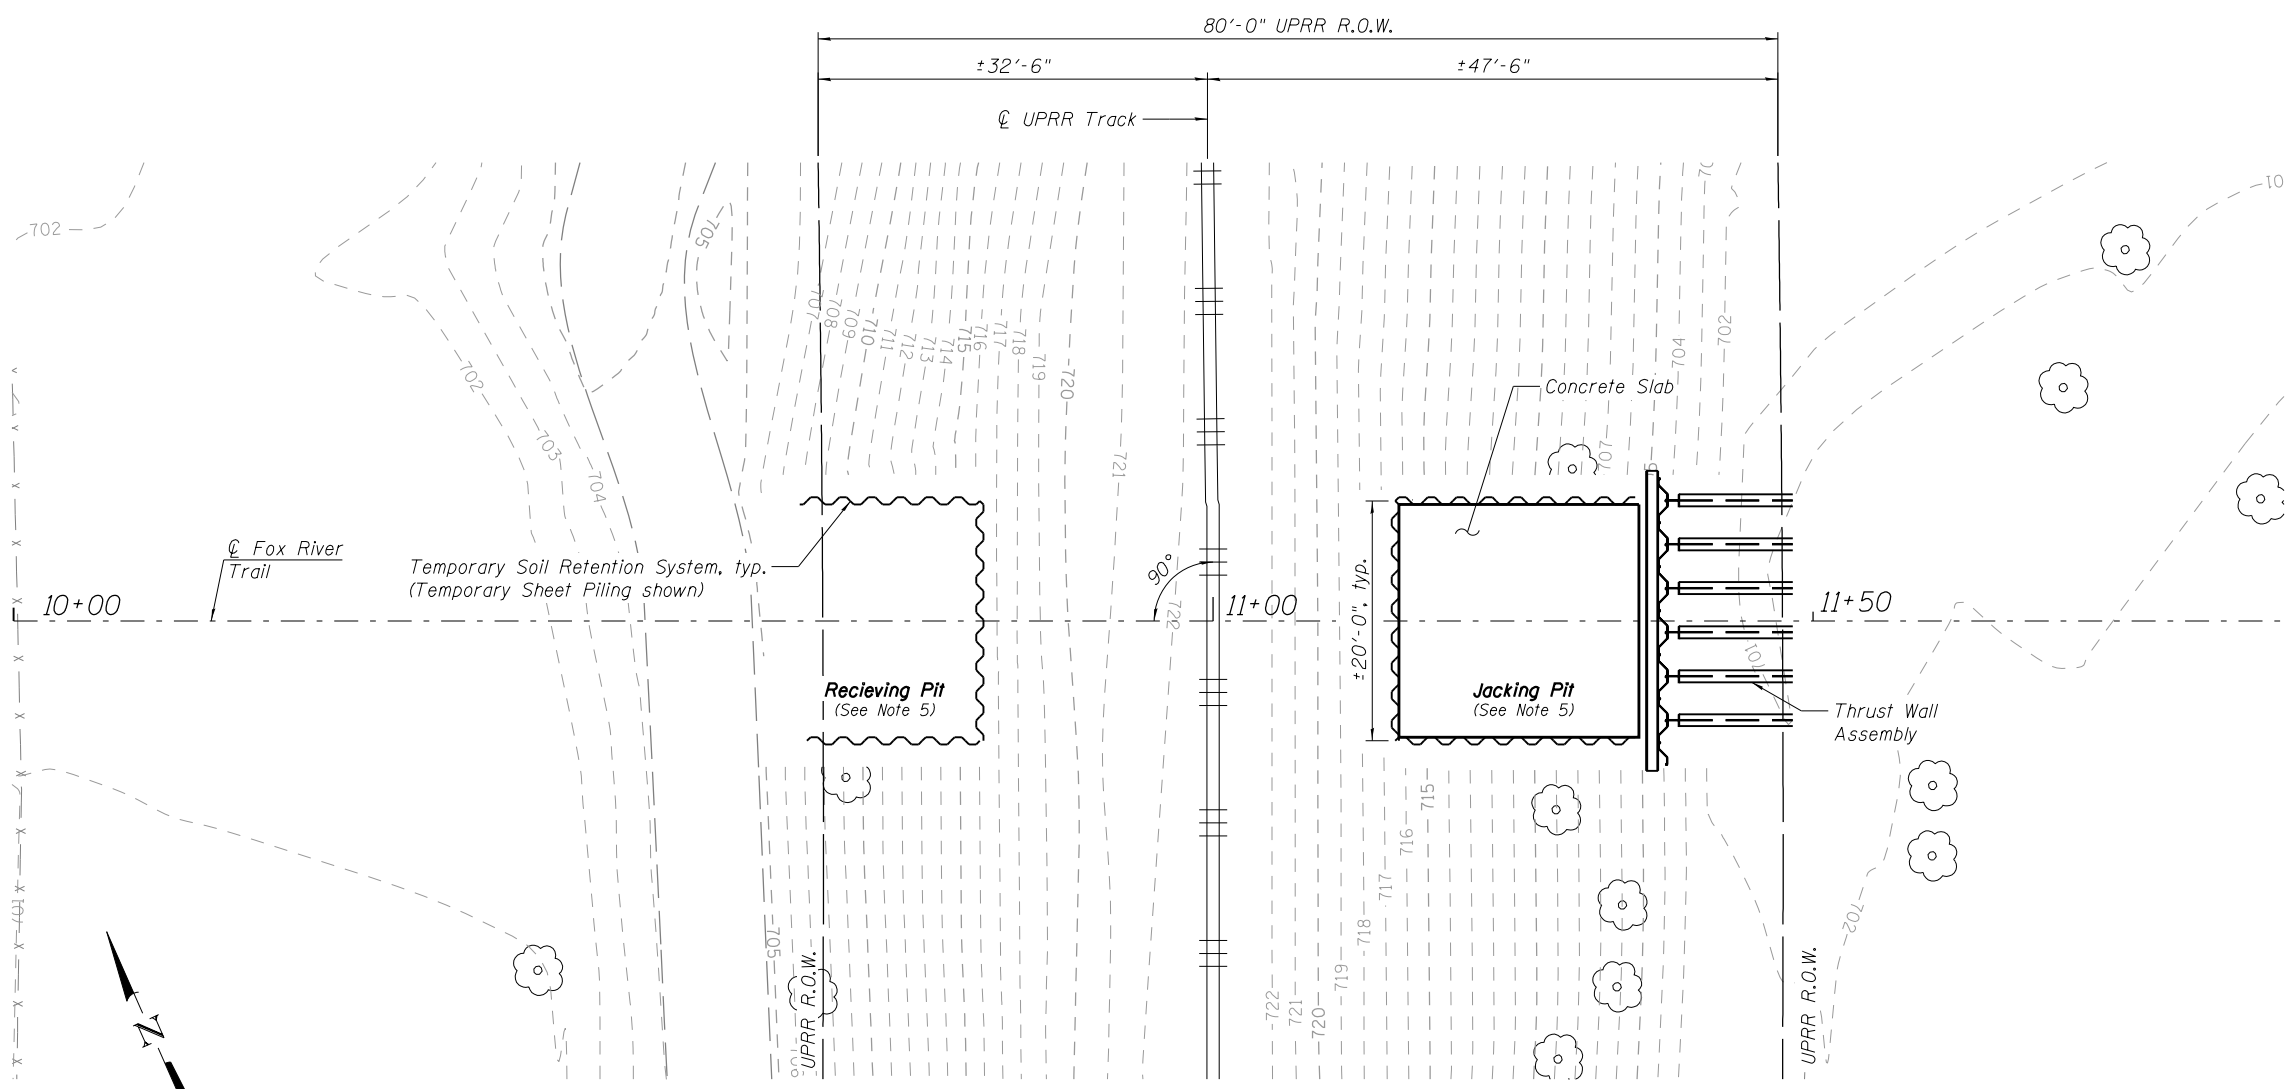 80'-0" UPRR R.O.W.
±32'-6"
±47'-6"
℄ UPRR Track
702
705
707
708
709
710
711
712
713
714
715
716
717
718
719
720
721
702
703
704
702
704
707
01
Concrete Slab
℄ Fox River
Trail
Temporary Soil Retention System, typ.
(Temporary Sheet Piling shown)
90°
±20'-0", typ.
10+00
11+00
11+50
722
701
Recieving Pit
(See Note 5)
Jacking Pit
(See Note 5)
Thrust Wall
Assembly
715
716
717
718
719
720
721
722
701
705
702
UPRR R.O.W.
UPRR R.O.W.
N